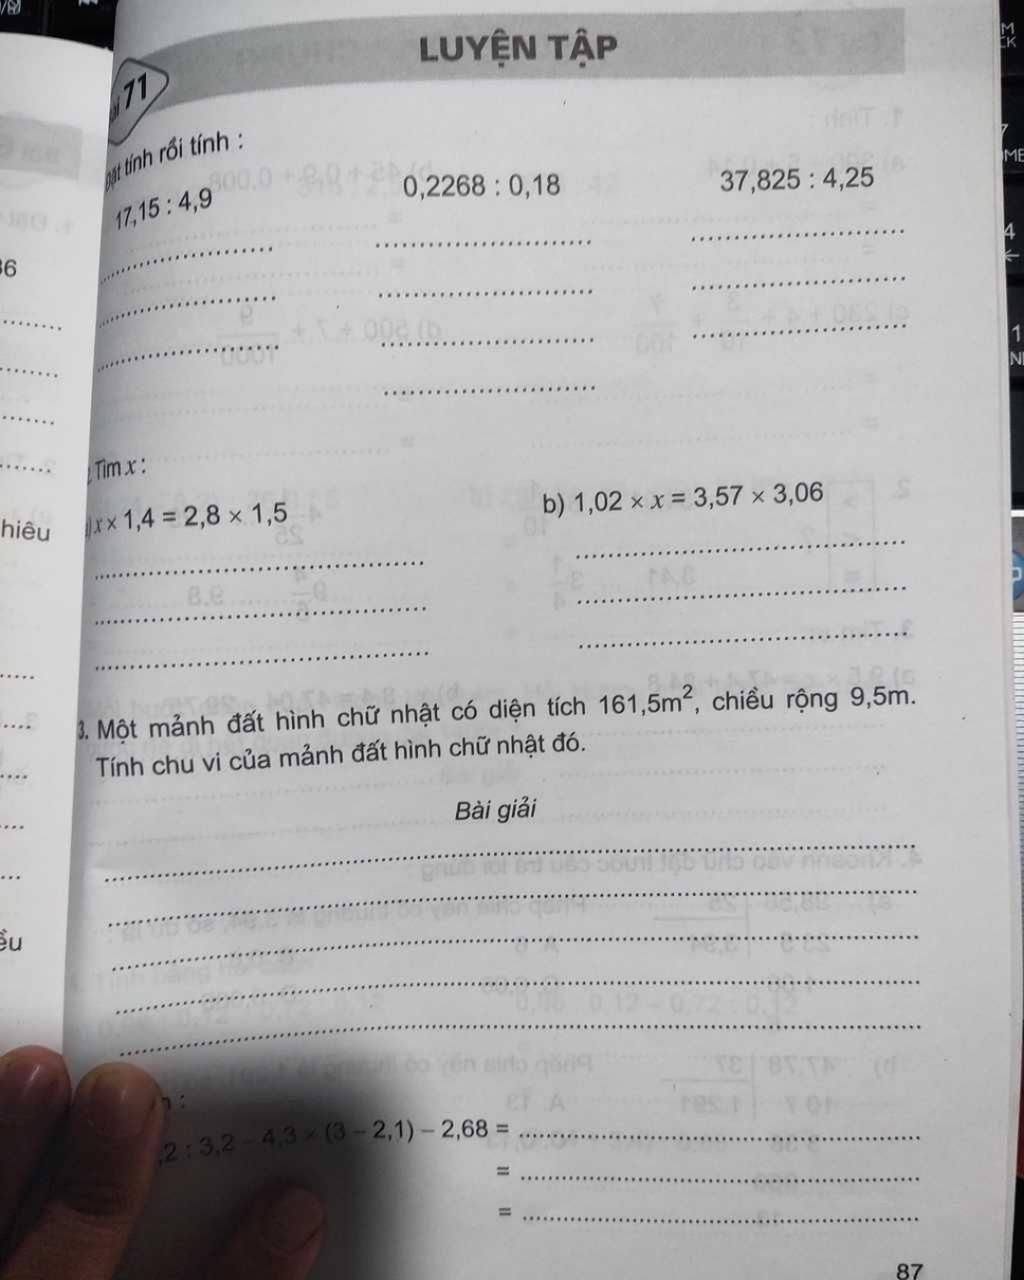 LUYỆN TẬP
71
tính rồi tính :
17,15 : 4,9
0,2268 : 0,18
37,825 : 4,25
Tìm x :
x × 1,4 = 2,8 × 1,5
b) 1,02 × x = 3,57 × 3,06
3. Một mảnh đất hình chữ nhật có diện tích 161,5m², chiều rộng 9,5m.
Tính chu vi của mảnh đất hình chữ nhật đó.
Bài giải
,2 : 3,2 – 4,3 × (3 – 2,1) – 2,68 =
=
=
87
hiêu